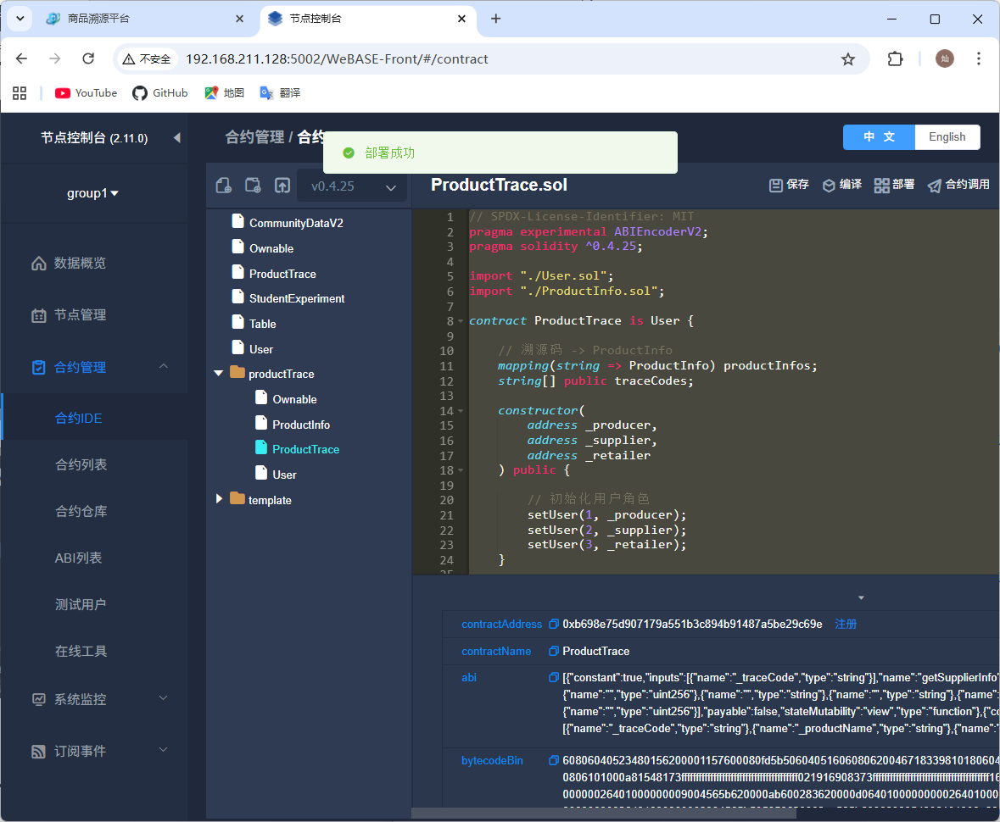 商品溯源平台
节点控制台
不安全 192.168.211.128:5002/WeBASE-Front/#/contract
灿
YouTube GitHub 地图 翻译
节点控制台 (2.11.0)
合约管理 / 合约
部署成功
中 文 English
group1
v0.4.25
ProductTrace.sol
保存 编译 部署 合约调用
数据概览
节点管理
合约管理
合约IDE
合约列表
合约仓库
ABI列表
测试用户
在线工具
系统监控
订阅事件
CommunityDataV2
Ownable
ProductTrace
StudentExperiment
Table
User
productTrace
Ownable
ProductInfo
ProductTrace
User
template
1 // SPDX-License-Identifier: MIT
2 pragma experimental ABIEncoderV2;
3 pragma solidity ^0.4.25;
4
5 import "./User.sol";
6 import "./ProductInfo.sol";
7
8 contract ProductTrace is User {
9
10 // 溯源码 -> ProductInfo
11 mapping(string => ProductInfo) productInfos;
12 string[] public traceCodes;
13
14 constructor(
15 address _producer,
16 address _supplier,
17 address _retailer
18 ) public {
19
20 // 初始化用户角色
21 setUser(1, _producer);
22 setUser(2, _supplier);
23 setUser(3, _retailer);
24 }
25
contractAddress 0xb698e75d907179a551b3c894b91487a5be29c69e 注册
contractName ProductTrace
abi [{"constant":true,"inputs":[{"name":"_traceCode","type":"string"}],"name":"getSupplierInfo"
{"name":"","type":"uint256"},{"name":"","type":"string"},{"name":"","type":"string"},{"name":
{"name":"","type":"uint256"}],"payable":false,"stateMutability":"view","type":"function"},{"co
[{"name":"_traceCode","type":"string"},{"name":"_productName","type":"string"},{"name":"
bytecodeBin